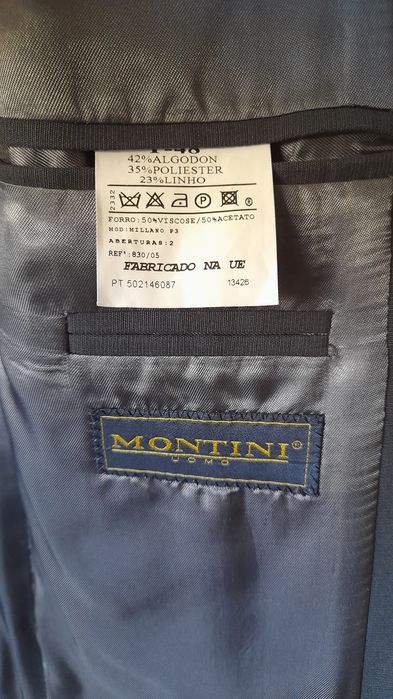 42%ALGODON
35%POLIESTER
23%LINHO
2332
P
®
FORRO:50%VISCOSE/50%ACETATO
MOD:MILLANO P3
ABERTURAS:2
REFª:830/05
FABRICADO NA UE
PT 502146087 13426
MONTINI®
UOMO